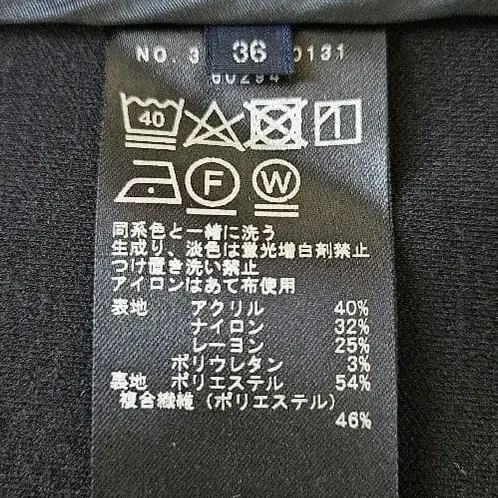 NO. 3 36 0131
60294
40
F W
同系色と一緒に洗う
生成り、淡色は蛍光増白剤禁止
つけ置き洗い禁止
アイロンはあて布使用
表地 アクリル 40%
ナイロン 32%
レーヨン 25%
ポリウレタン 3%
裏地 ポリエステル 54%
複合繊維(ポリエステル)
46%